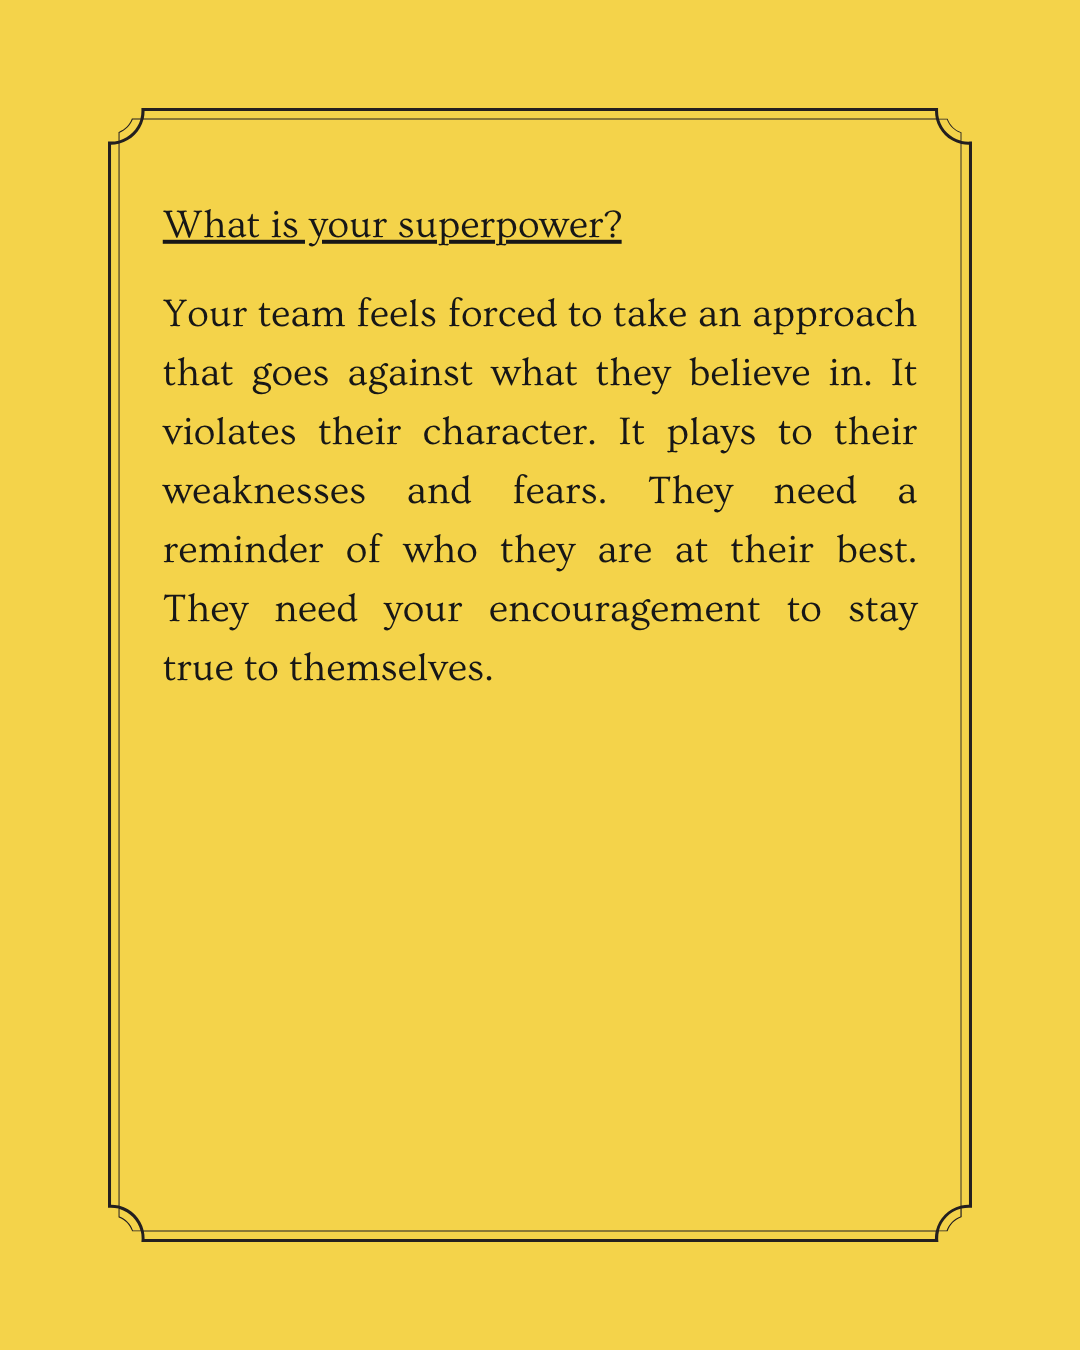 What is your superpower?
Your team feels forced to take an approach
that goes against what they believe in. It
violates their character. It plays to their
weaknesses and fears. They need a
reminder of who they are at their best.
They need your encouragement to stay
true to themselves.